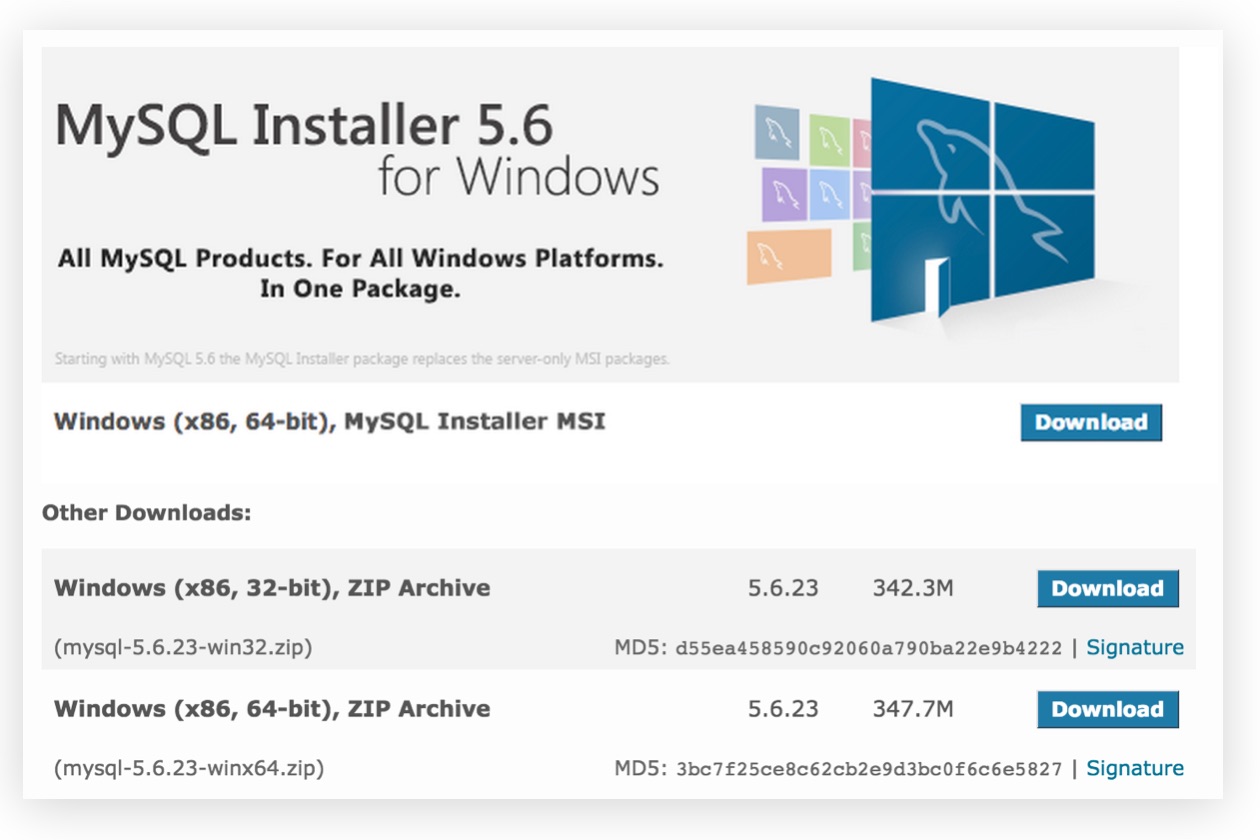 MySQL Installer 5.6
for Windows
All MySQL Products. For All Windows Platforms.
In One Package.
Starting with MySQL 5.6 the MySQL Installer package replaces the server-only MSI packages.
Windows (x86, 64-bit), MySQL Installer MSI Download
Other Downloads:
Windows (x86, 32-bit), ZIP Archive 5.6.23 342.3M Download
(mysql-5.6.23-win32.zip) MD5: d55ea458590c92060a790ba22e9b4222 | Signature
Windows (x86, 64-bit), ZIP Archive 5.6.23 347.7M Download
(mysql-5.6.23-winx64.zip) MD5: 3bc7f25ce8c62cb2e9d3bc0f6c6e5827 | Signature